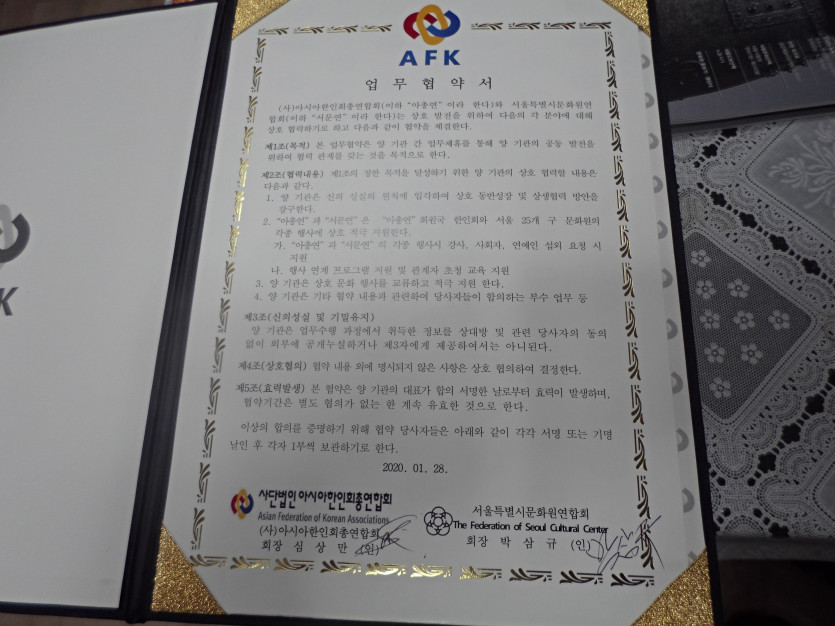 AFK
업무협약서
(사)아시아한인회총연합회(이하 "아총연" 이라 한다)와 서울특별시문화원연
합회(이하 "서문연" 이라 한다)는 상호 발전을 위하여 다음의 각 분야에 대해
상호 협력하기로 하고 다음과 같이 협약을 체결한다.
제1조(목적) 본 업무협약은 양 기관 간 업무제휴를 통해 양 기관의 공동 발전을
위하여 협력 관계를 갖는 것을 목적으로 한다.
제2조(협력내용) 제1조의 정한 목적을 달성하기 위한 양 기관의 상호 협력할 내용은
다음과 같다.
1. 양 기관은 신의 성실의 원칙에 입각하여 상호 동반성장 및 상생협력 방안을
강구한다.
2. "아총연"과 "서문연"은 "아총연" 회원국 한인회와 서울 25개 구 문화원의
각종 행사에 상호 적극 지원한다.
가. "아총연"과 "서문연"의 각종 행사시 강사, 사회자, 연예인 섭외 요청 시
지원
나. 행사 연계 프로그램 지원 및 관계자 초청 교육 지원
3. 양 기관은 상호 문화 행사를 교류하고 적극 지원 한다.
4. 양 기관은 기타 협약 내용과 관련하여 당사자들이 합의하는 특수 업무 등
제3조(신의성실 및 기밀유지)
양 기관은 업무수행 과정에서 취득한 정보를 상대방 및 관련 당사자의 동의
없이 외부에 공개누설하거나 제3자에게 제공하여서는 아니된다.
제4조(상호협의) 협약 내용 외에 명시되지 않은 사항은 상호 협의하여 결정한다.
제5조(효력발생) 본 협약은 양 기관의 대표가 합의 서명한 날로부터 효력이 발생하며,
협약기간은 별도 협의가 없는 한 계속 유효한 것으로 한다.
이상의 합의를 증명하기 위해 협약 당사자들은 아래와 같이 각각 서명 또는 기명
날인 후 각자 1부씩 보관하기로 한다.
2020. 01. 28.
사단법인 아시아한인회총연합회
Asian Federation of Korean Associations
(사)아시아한인회총연합회
회장 심상만 (인)
서울특별시문화원연합회
The Federation of Seoul Cultural Center
회장 박삼규 (인)
FK